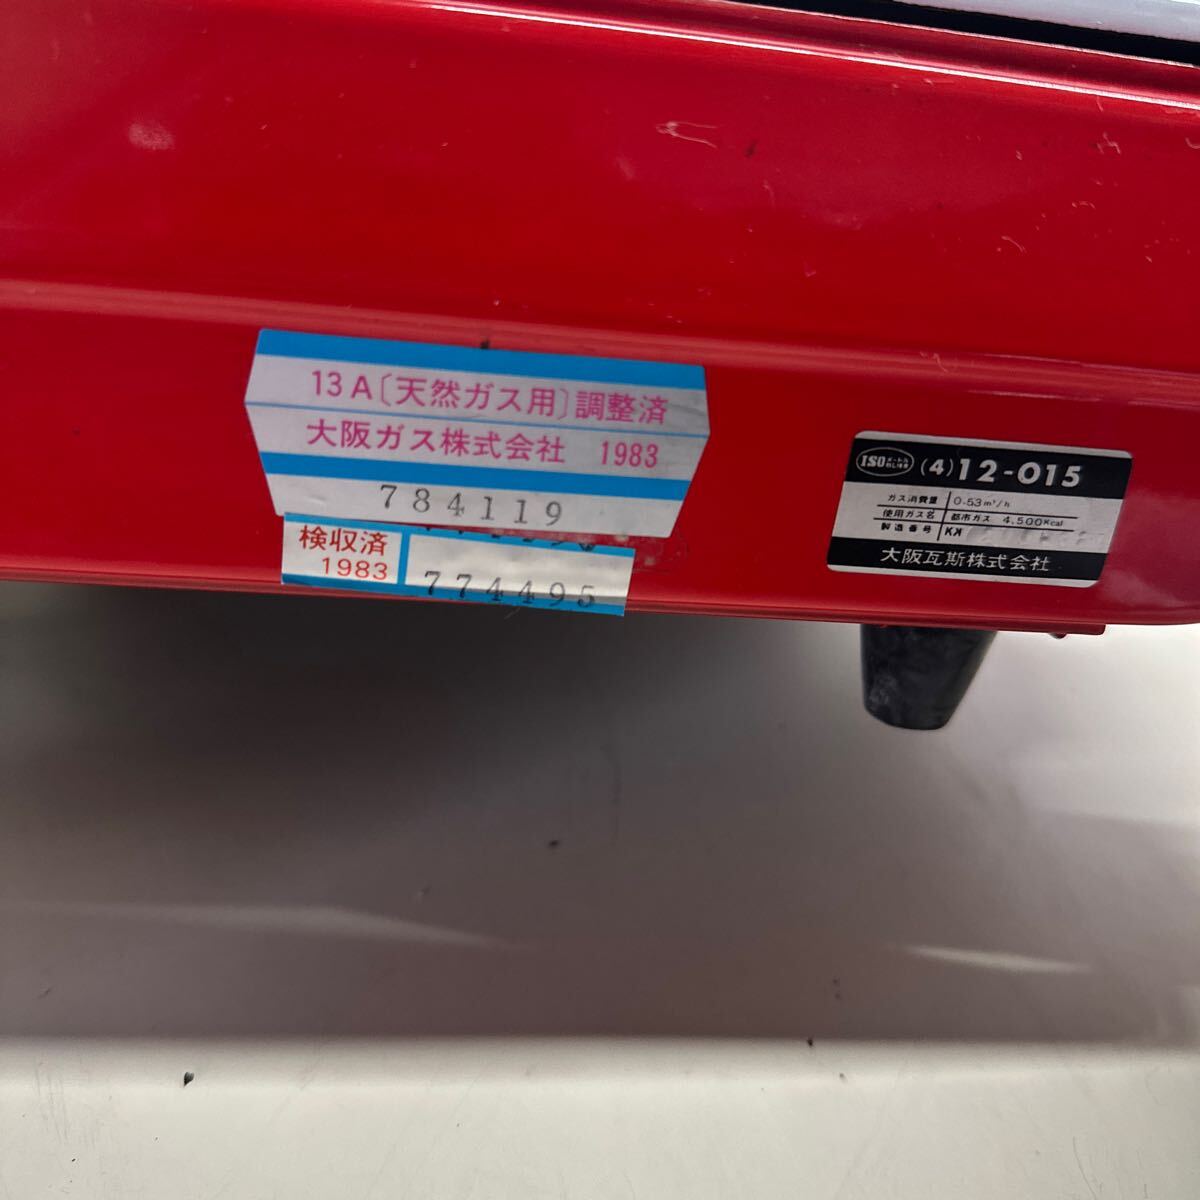 13A〔天然ガス用〕調整済
大阪ガス株式会社 1983
784119
検収済
1983
774495
ISO
(4)12-015
ガス消費量 0.53m³/h
使用ガス名 都市ガス 4,500Kcal
製造番号 KK
大阪瓦斯株式会社